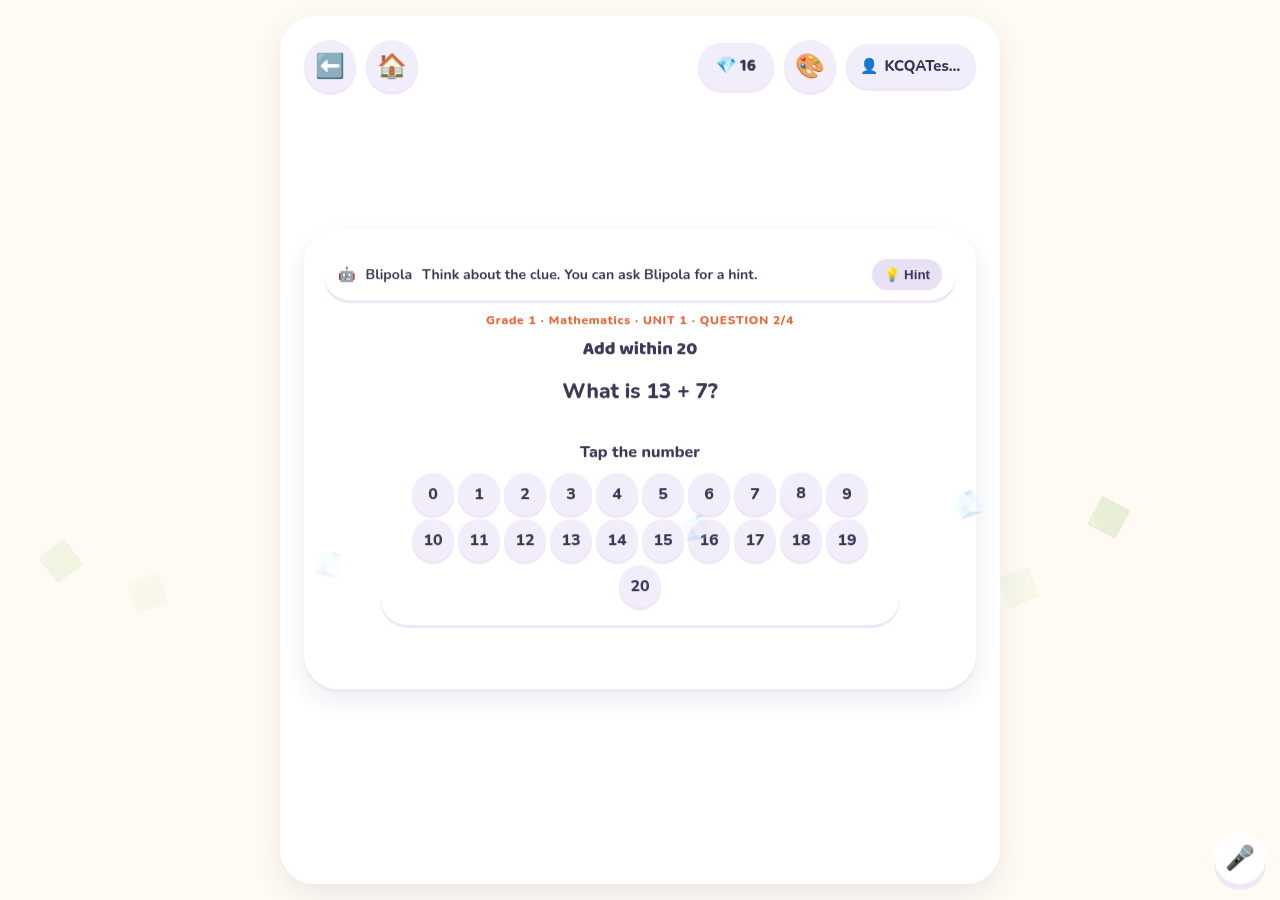 16
KCQATes...
Blipola Think about the clue. You can ask Blipola for a hint.
Hint
Grade 1 · Mathematics · UNIT 1 · QUESTION 2/4
Add within 20
What is 13 + 7?
Tap the number
0 1 2 3 4 5 6 7 8 9
10 11 12 13 14 15 16 17 18 19
20